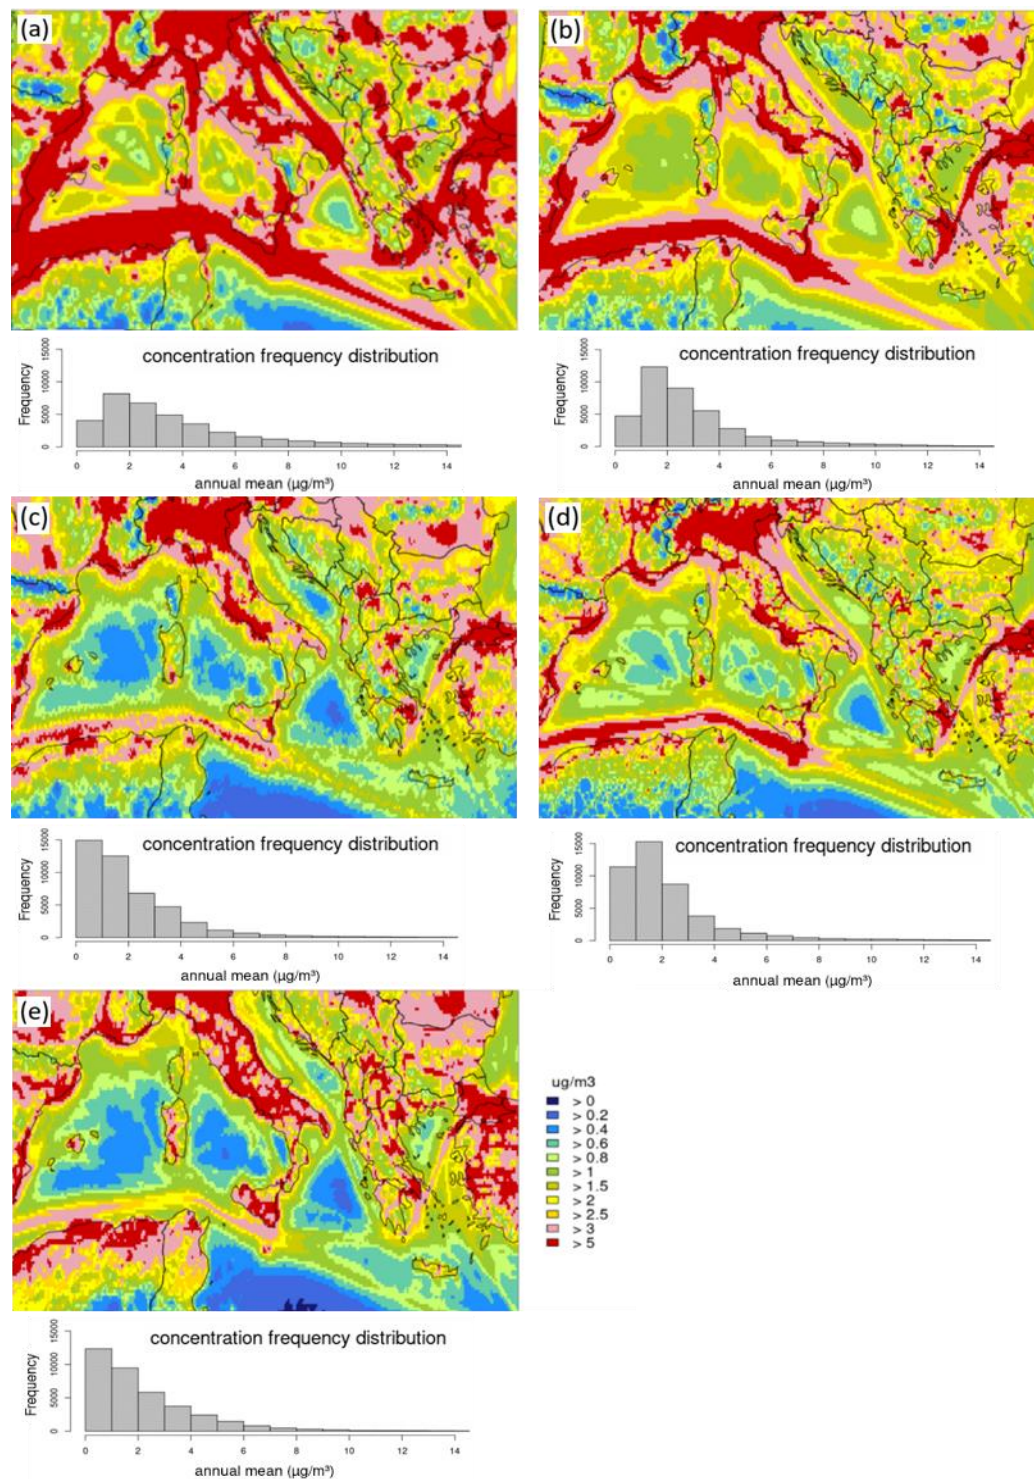 (a)
(b)
concentration frequency distribution
Frequency
0 5000 10000 15000
0 2 4 6 8 10 12 14
annual mean (µg/m³)
concentration frequency distribution
Frequency
0 5000 10000 15000
0 2 4 6 8 10 12 14
annual mean (µg/m³)
(c)
(d)
concentration frequency distribution
Frequency
0 5000 10000 15000
0 2 4 6 8 10 12 14
annual mean (µg/m³)
concentration frequency distribution
Frequency
0 5000 10000 15000
0 2 4 6 8 10 12 14
annual mean (µg/m³)
(e)
ug/m3
> 0
> 0.2
> 0.4
> 0.6
> 0.8
> 1
> 1.5
> 2
> 2.5
> 3
> 5
concentration frequency distribution
Frequency
0 5000 10000 15000
0 2 4 6 8 10 12 14
annual mean (µg/m³)